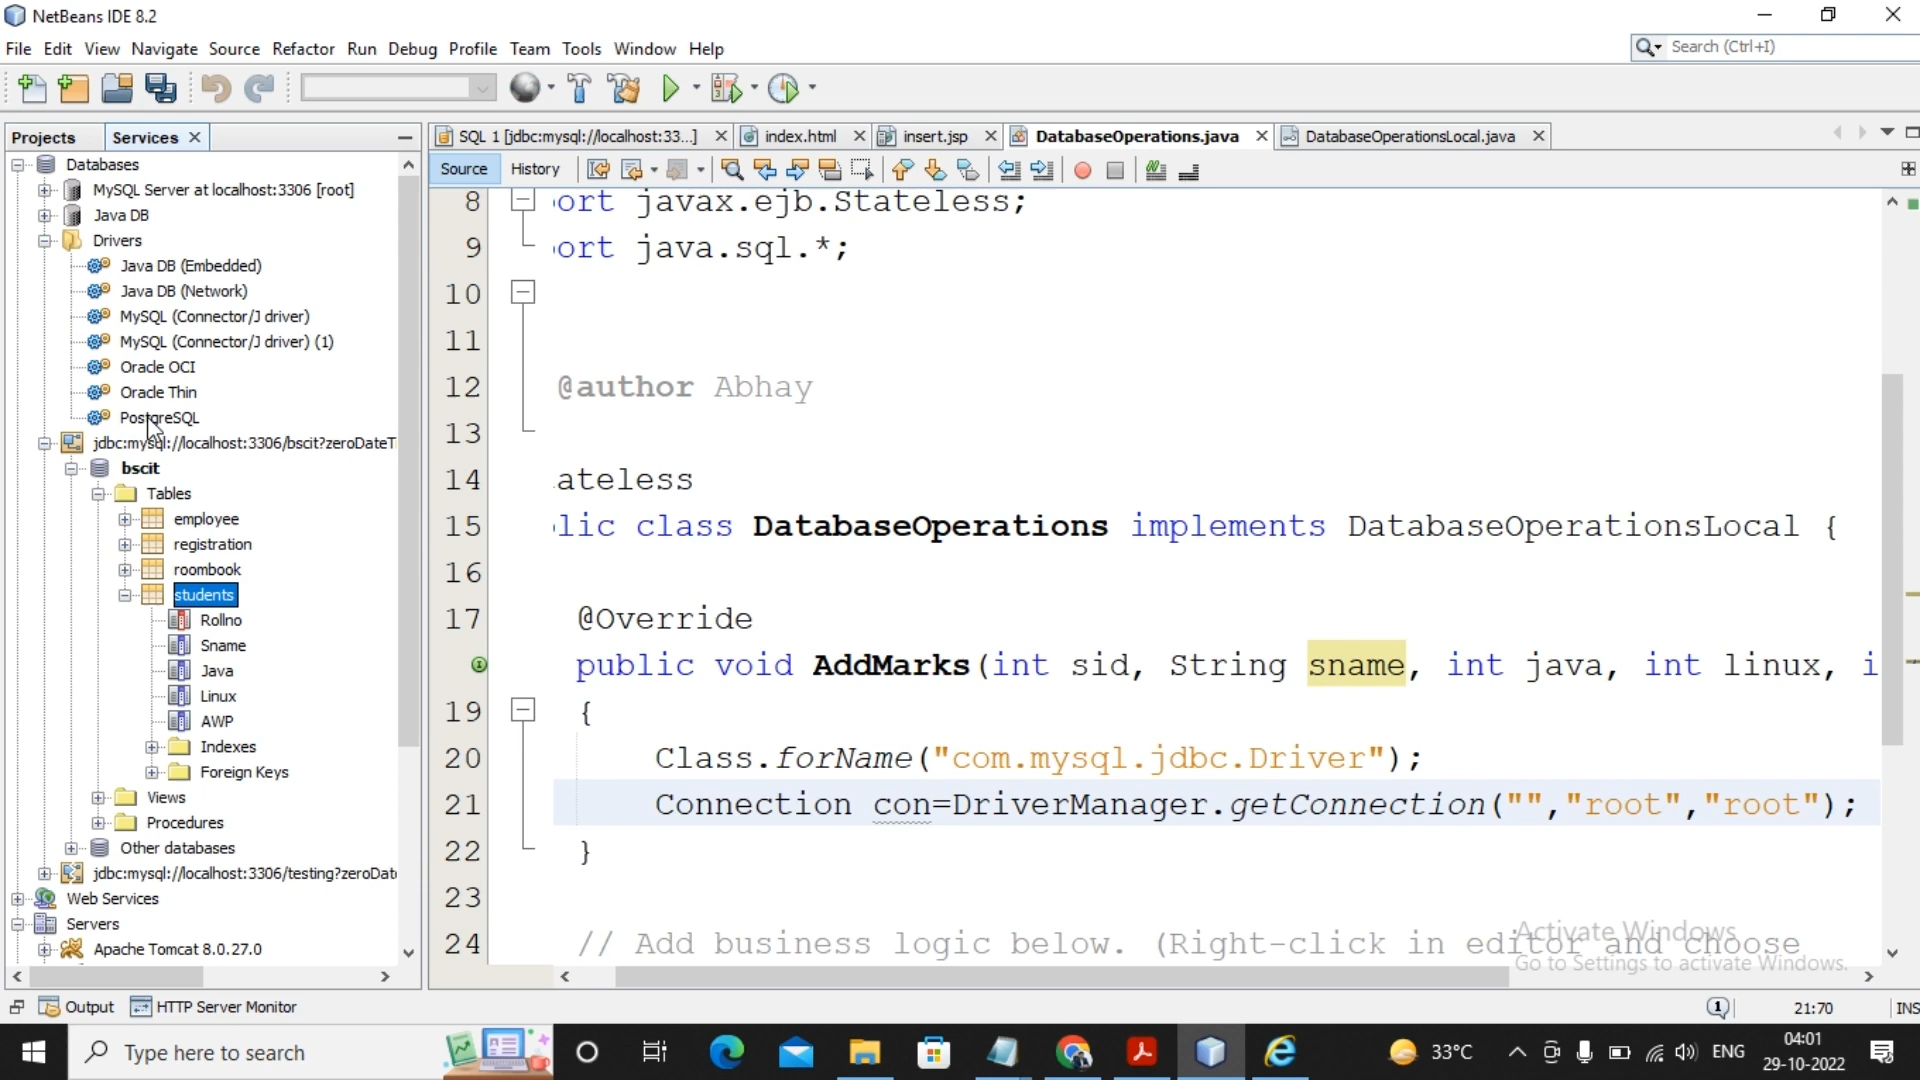 NetBeans IDE 8.2
File Edit View Navigate Source Refactor Run Debug Profile Team Tools Window Help
Search (Ctrl+I)
Projects
Services
SQL 1 [jdbc:mysql://localhost:33...]
index.html
insert.jsp
DatabaseOperations.java
DatabaseOperationsLocal.java
Source
History
Databases
MySQL Server at localhost:3306 [root]
Java DB
Drivers
Java DB (Embedded)
Java DB (Network)
MySQL (Connector/J driver)
MySQL (Connector/J driver) (1)
Oracle OCI
Oracle Thin
PostgreSQL
jdbc:mysql://localhost:3306/bscit?zeroDateT
bscit
Tables
employee
registration
roombook
students
Rollno
Sname
Java
Linux
AWP
Indexes
Foreign Keys
Views
Procedures
Other databases
jdbc:mysql://localhost:3306/testing?zeroDat
Web Services
Servers
Apache Tomcat 8.0.27.0
8 ort javax.ejb.Stateless;
9 ort java.sql.*;
10
11
12 @author Abhay
13
14 ateless
15 lic class DatabaseOperations implements DatabaseOperationsLocal {
16
17 @Override
public void AddMarks(int sid, String sname, int java, int linux, i
19 {
20 Class.forName("com.mysql.jdbc.Driver");
21 Connection con=DriverManager.getConnection("","root","root");
22 }
23
24 // Add business logic below. (Right-click in editor and choose
Activate Windows
Go to Settings to activate Windows.
Output
HTTP Server Monitor
1
21:70
INS
Type here to search
33°C
ENG
04:01
29-10-2022